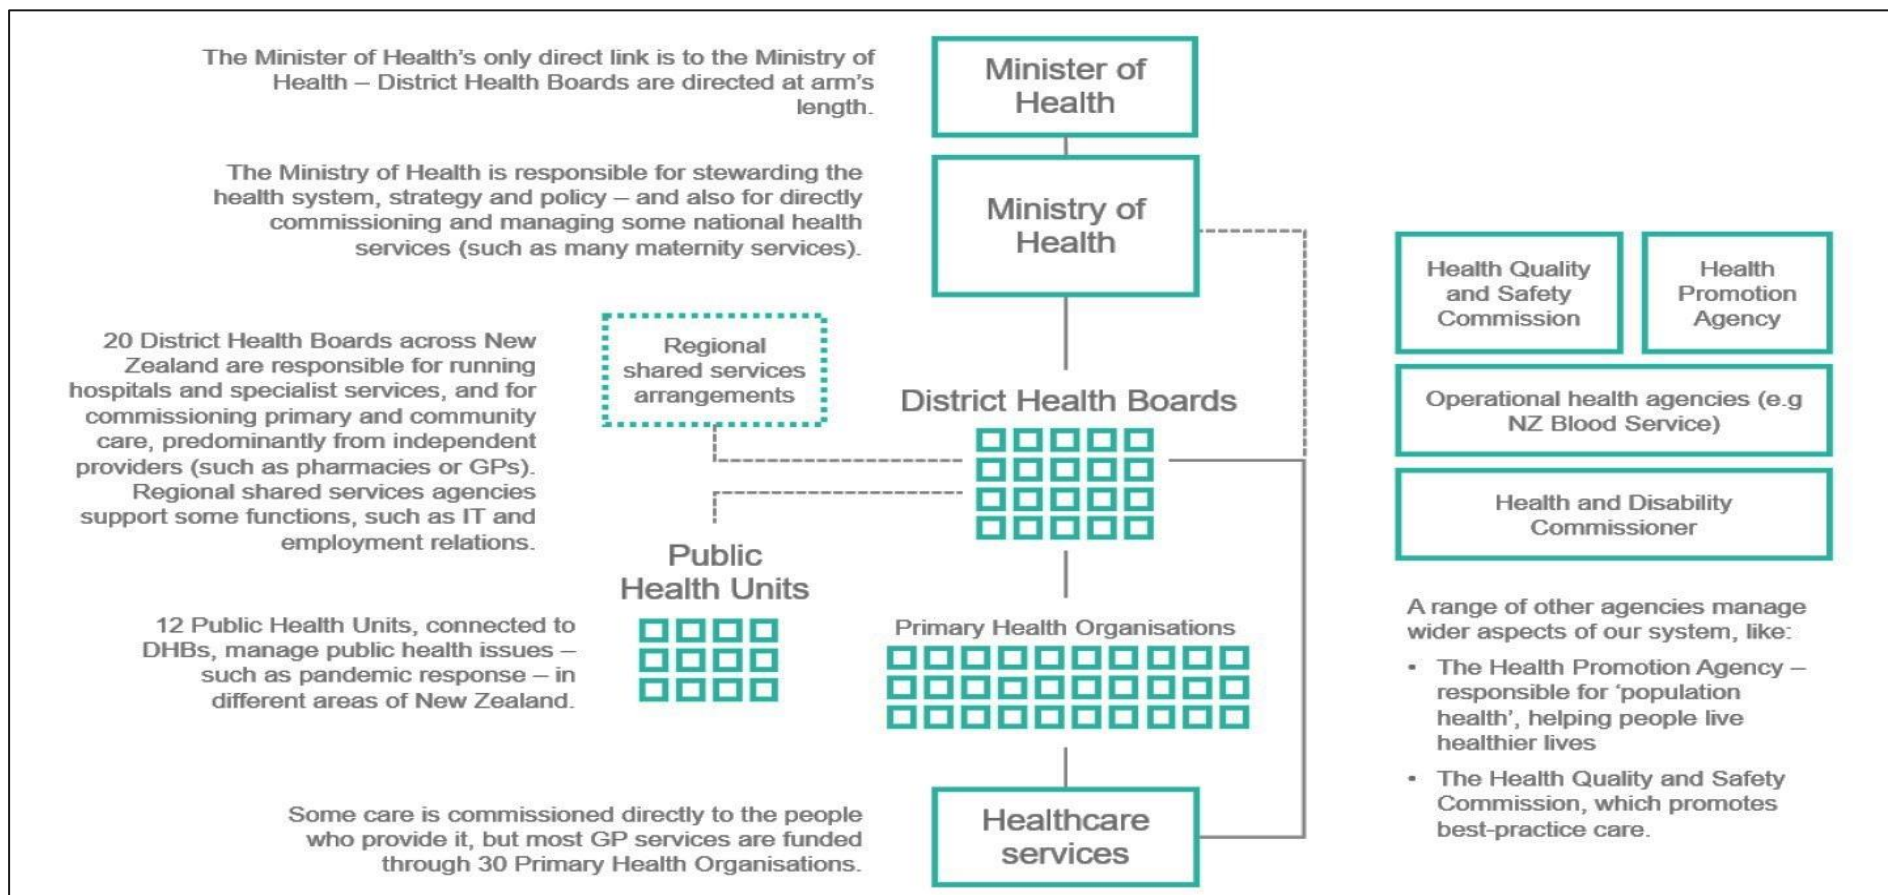 The Minister of Health's only direct link is to the Ministry of
Health – District Health Boards are directed at arm's
length.
Minister of
Health
The Ministry of Health is responsible for stewarding the
health system, strategy and policy – and also for directly
commissioning and managing some national health
services (such as many maternity services).
Ministry of
Health
Health Quality
and Safety
Commission
Health
Promotion
Agency
Operational health agencies (e.g
NZ Blood Service)
Health and Disability
Commissioner
20 District Health Boards across New
Zealand are responsible for running
hospitals and specialist services, and for
commissioning primary and community
care, predominantly from independent
providers (such as pharmacies or GPs).
Regional shared services agencies
support some functions, such as IT and
employment relations.
Regional
shared services
arrangements
District Health Boards
Public
Health Units
12 Public Health Units, connected to
DHBs, manage public health issues –
such as pandemic response – in
different areas of New Zealand.
Primary Health Organisations
A range of other agencies manage
wider aspects of our system, like:
• The Health Promotion Agency –
responsible for ‘population
health’, helping people live
healthier lives
• The Health Quality and Safety
Commission, which promotes
best-practice care.
Some care is commissioned directly to the people
who provide it, but most GP services are funded
through 30 Primary Health Organisations.
Healthcare
services